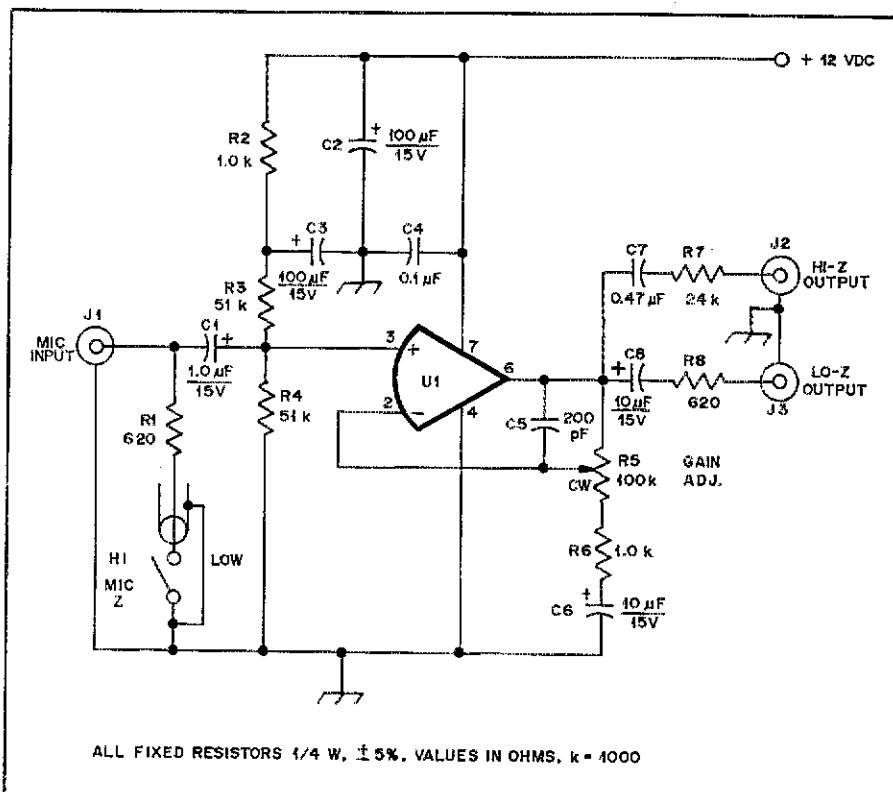 + 12 VDC
R2
1.0 k
C2
+
100 µF
15V
C3
+
100 µF
15V
C4
0.1 µF
R3
51 k
J1
MIC
INPUT
C1
+
1.0 µF
15V
3
+
7
U1
6
2
−
4
R4
51 k
R1
620
HI
MIC
Z
LOW
C5
200
pF
C7
0.47 µF
R7
24 k
J2
HI-Z
OUTPUT
C8
+
10 µF
15V
R8
620
LO-Z
OUTPUT
J3
CW
R5
100k
GAIN
ADJ.
R6
1.0 k
+
C6
10 µF
15V
ALL FIXED RESISTORS 1/4 W, ±5%, VALUES IN OHMS, k = 1000